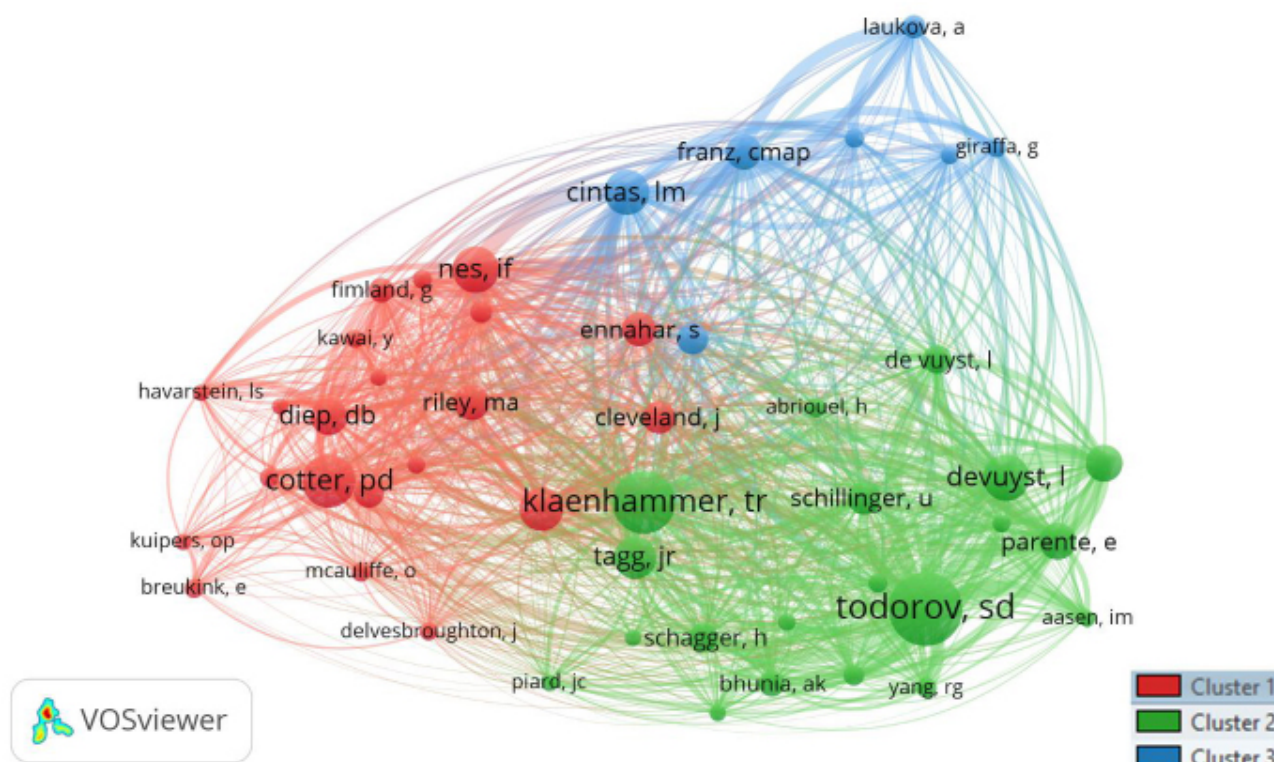 laukova, a
franz, cmap
giraffa, g
cintas, lm
nes, if
fimland, g
ennahar, s
kawai, y
de vuyst, l
havarstein, ls
diep, db
riley, ma
cleveland, j
abriouel, h
cotter, pd
klaenhammer, tr
schillinger, u
devuyst, l
kuipers, op
tagg, jr
parente, e
breukink, e
mcauliffe, o
todorov, sd
aasen, im
delvesbroughton, j
schagger, h
piard, jc
bhunia, ak
yang, rg
VOSviewer
Cluster 1
Cluster 2
Cluster 3